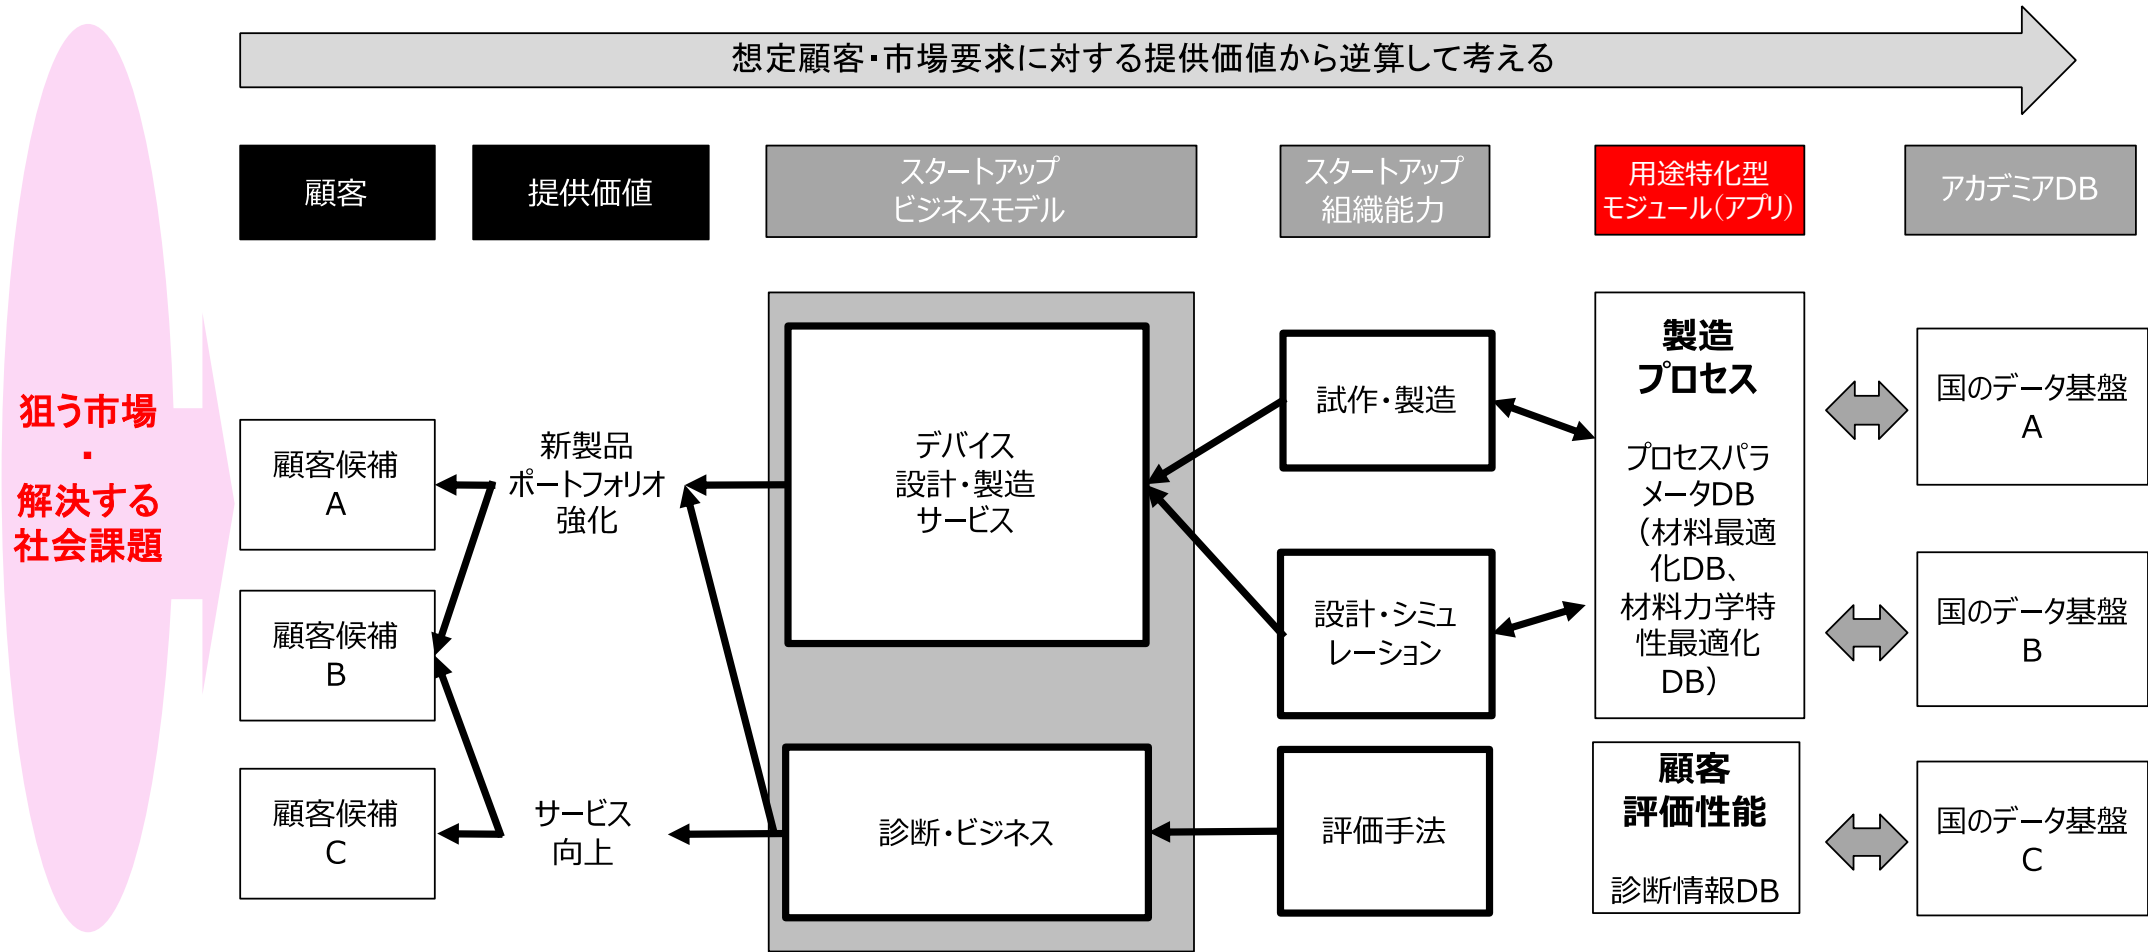 想定顧客・市場要求に対する提供価値から逆算して考える
顧客
提供価値
スタートアップ
ビジネスモデル
スタートアップ
組織能力
用途特化型
モジュール(アプリ)
アカデミアDB
狙う市場
・
解決する
社会課題
顧客候補
A
顧客候補
B
顧客候補
C
新製品
ポートフォリオ
強化
サービス
向上
デバイス
設計・製造
サービス
診断・ビジネス
試作・製造
設計・シミュ
レーション
評価手法
製造
プロセス
プロセスパラ
メータDB
(材料最適
化DB、
材料力学特
性最適化
DB)
顧客
評価性能
診断情報DB
国のデータ基盤
A
国のデータ基盤
B
国のデータ基盤
C